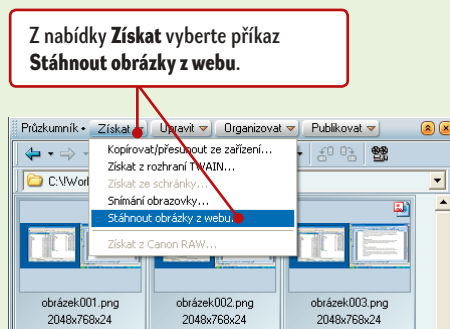 Z nabídky Získat vyberte příkaz
Stáhnout obrázky z webu.
Průzkumník Získat Upravit Organizovat Publikovat
Kopírovat/přesunout ze zařízení...
Získat z rozhraní TWAIN...
C:\!Worl
Získat ze schránky...
Snímání obrazovky...
Stáhnout obrázky z webu...
Získat z Canon RAW...
obrázek001.png obrázek002.png obrázek003.png
2048x768x24 2048x768x24 2048x768x24